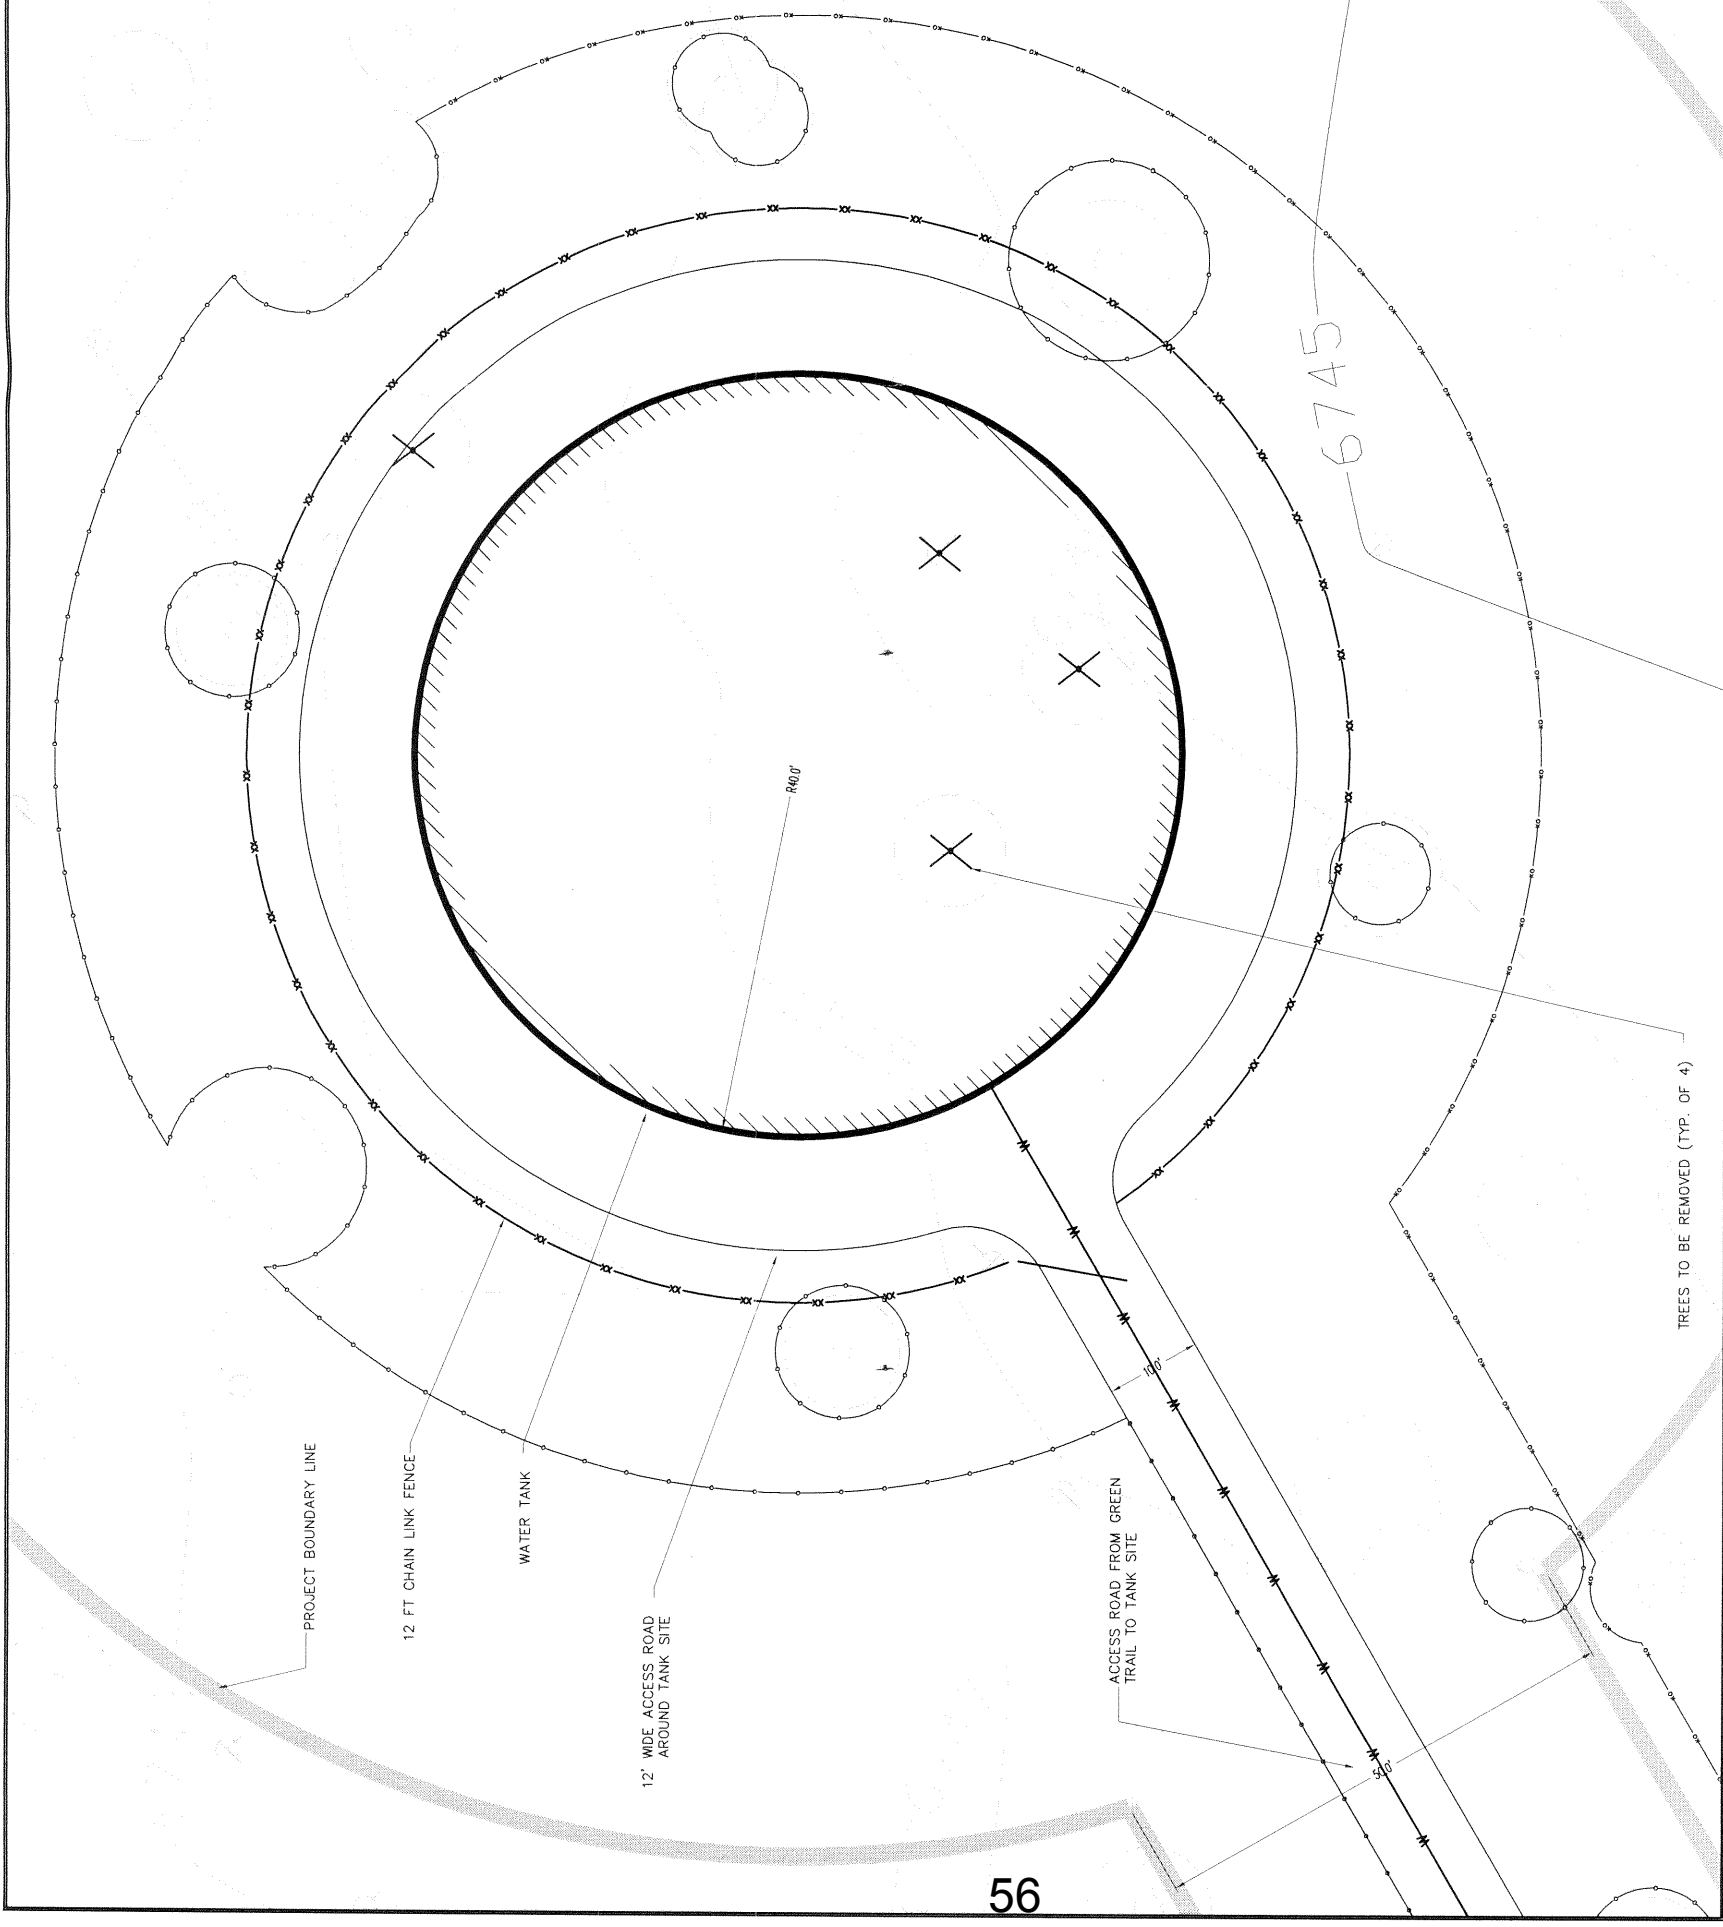 PROJECT BOUNDARY LINE
12 FT CHAIN LINK FENCE
WATER TANK
12' WIDE ACCESS ROAD
AROUND TANK SITE
ACCESS ROAD FROM GREEN
TRAIL TO TANK SITE
TREES TO BE REMOVED (TYP. OF 4)
R40.0'
10.0'
50.0'
6745
56